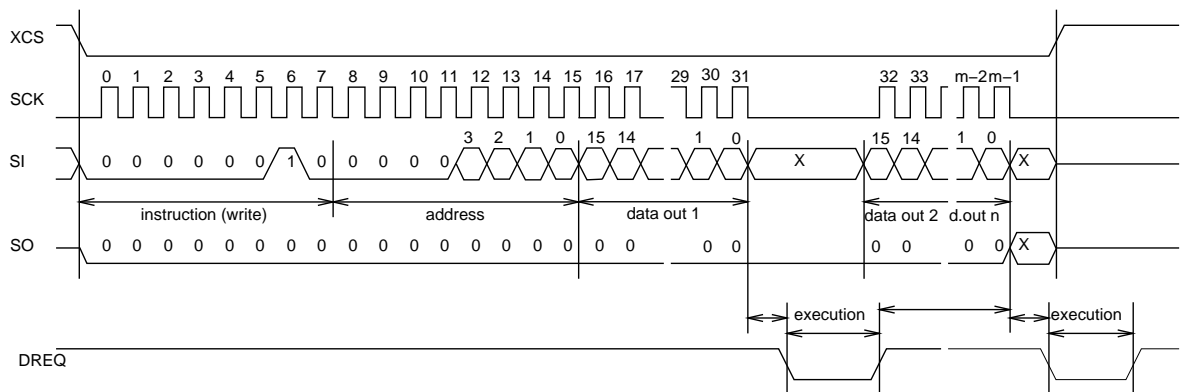 XCS
0 1 2 3 4 5 6 7 8 9 10 11 12 13 14 15 16 17 29 30 31 32 33 m−2 m−1
SCK
3 2 1 0 15 14 1 0 15 14 1 0
SI 0 0 0 0 0 0 1 0 0 0 0 0 X X
instruction (write) address data out 1 data out 2 d.out n
SO 0 0 0 0 0 0 0 0 0 0 0 0 0 0 0 0 0 0 0 0 0 0 0 0 X
execution execution
DREQ